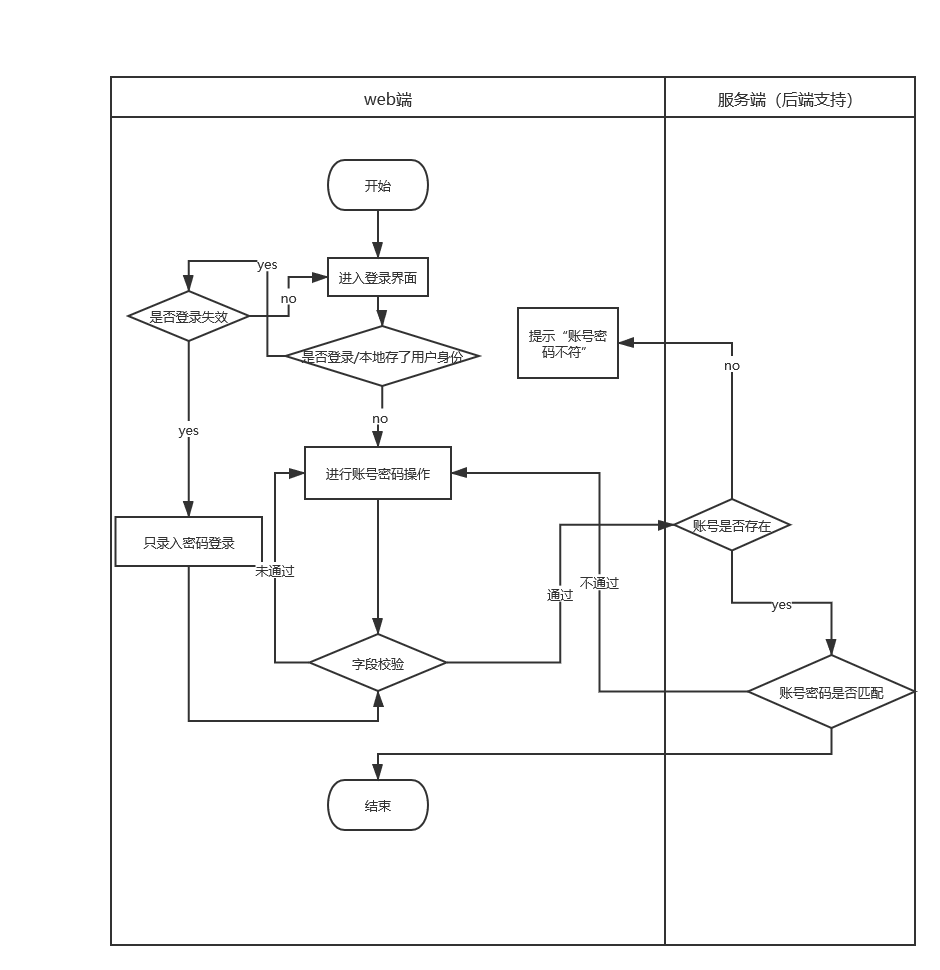 web端
服务端（后端支持）
开始
yes
进入登录界面
no
是否登录失效
提示“账号密
码不符”
是否登录/本地存了用户身份
no
no
yes
进行账号密码操作
账号是否存在
只录入密码登录
未通过
不通过
通过
yes
字段校验
账号密码是否匹配
结束